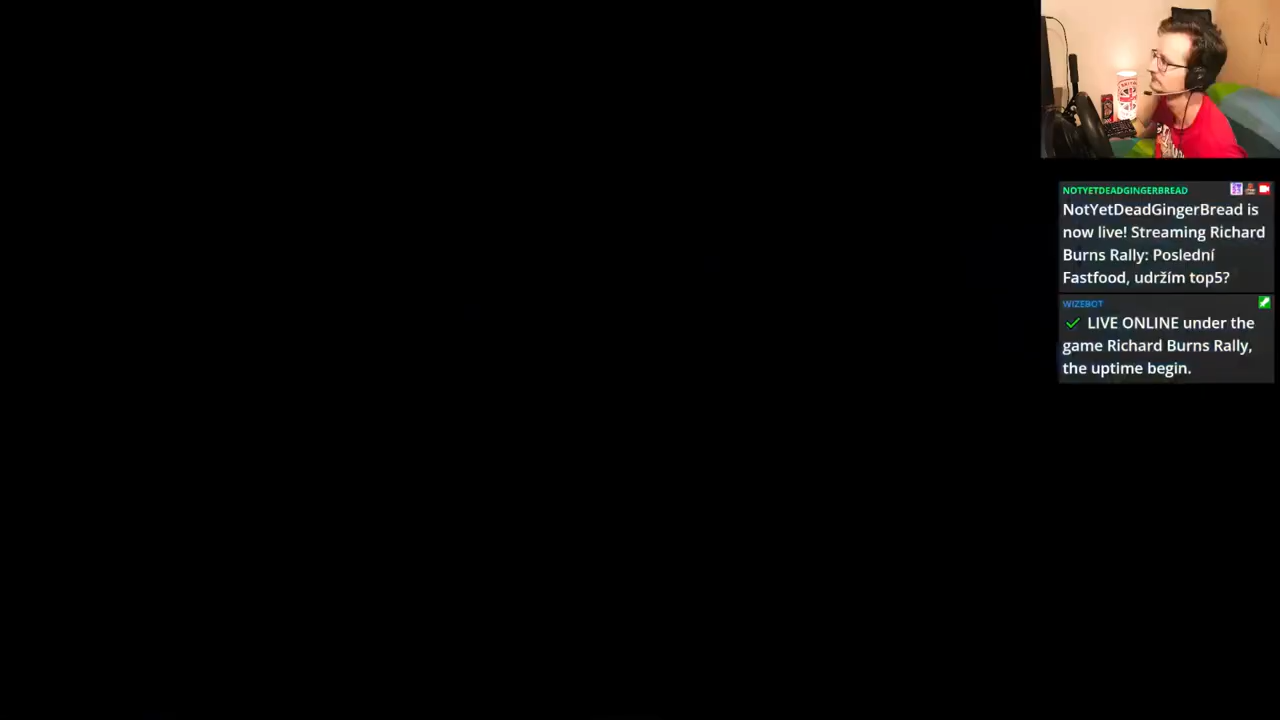 NOTYETDEADGINGERBREAD
NotYetDeadGingerBread is
now live! Streaming Richard
Burns Rally: Poslední
Fastfood, udržím top5?
WIZEBOT
LIVE ONLINE under the
game Richard Burns Rally,
the uptime begin.